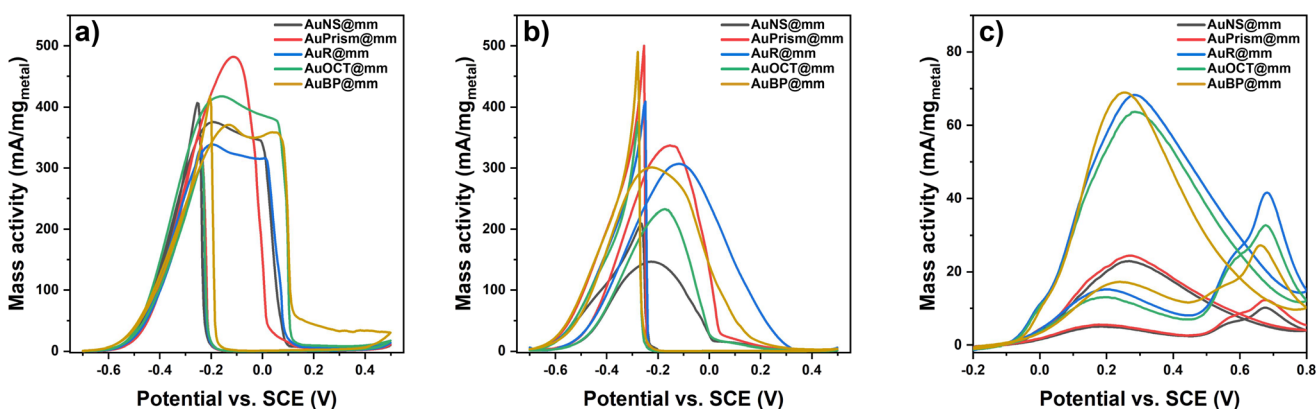 a)
AuNS@mm
AuPrism@mm
AuR@mm
AuOCT@mm
AuBP@mm
Mass activity (mA/mg_metal)
500
400
300
200
100
0
-0.6 -0.4 -0.2 0.0 0.2 0.4
Potential vs. SCE (V)
b)
AuNS@mm
AuPrism@mm
AuR@mm
AuOCT@mm
AuBP@mm
Mass activity (mA/mg_metal)
500
400
300
200
100
0
-0.6 -0.4 -0.2 0.0 0.2 0.4
Potential vs. SCE (V)
c)
AuNS@mm
AuPrism@mm
AuR@mm
AuOCT@mm
AuBP@mm
Mass activity (mA/mg_metal)
80
60
40
20
0
-0.2 0.0 0.2 0.4 0.6 0.8
Potential vs. SCE (V)